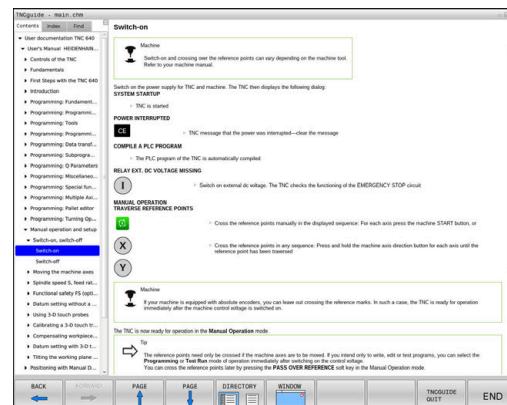 TNCguide - main.chm
Contents Index Find
User documentation TNC 640
User's Manual HEIDENHAIN...
Controls of the TNC
Fundamentals
First Steps with the TNC 640
Introduction
Programming: Fundament...
Programming: Programmi...
Programming: Tools
Programming: Programmi...
Programming: Data transf...
Programming: Subprogra...
Programming: Q Parameters
Programming: Miscellaneo...
Programming: Special fun...
Programming: Multiple Axi...
Programming: Pallet editor
Programming: Turning Op...
Manual operation and setup
Switch-on, switch-off
Switch-on
Switch-off
Moving the machine axes
Spindle speed S, feed rat...
Functional safety FS (opti...
Datum setting without a ...
Using 3-D touch probes
Calibrating a 3-D touch tr...
Compensating workpiece...
Datum setting with 3-D t...
Tilting the working plane ...
Positioning with Manual D...
Switch-on
Machine
Switch-on and crossing over the reference points can vary depending on the machine tool.
Refer to your machine manual.
Switch on the power supply for TNC and machine. The TNC then displays the following dialog:
SYSTEM STARTUP
TNC is started
POWER INTERRUPTED
CE
TNC message that the power was interrupted—clear the message
COMPILE A PLC PROGRAM
The PLC program of the TNC is automatically compiled
RELAY EXT. DC VOLTAGE MISSING
I
Switch on external dc voltage. The TNC checks the functioning of the EMERGENCY STOP circuit
MANUAL OPERATION
TRAVERSE REFERENCE POINTS
Cross the reference points manually in the displayed sequence: For each axis press the machine START button, or
X
Cross the reference points in any sequence: Press and hold the machine axis direction button for each axis until the
reference point has been traversed
Y
Machine
If your machine is equipped with absolute encoders, you can leave out crossing the reference marks. In such a case, the TNC is ready for operation
immediately after the machine control voltage is switched on.
The TNC is now ready for operation in the Manual Operation mode.
Tip
The reference points need only be crossed if the machine axes are to be moved. If you intend only to write, edit or test programs, you can select the
Programming or Test Run mode of operation immediately after switching on the control voltage.
You can cross the reference points later by pressing the PASS OVER REFERENCE soft key in the Manual Operation mode.
BACK FORWARD PAGE PAGE DIRECTORY WINDOW TNCGUIDE
QUIT END